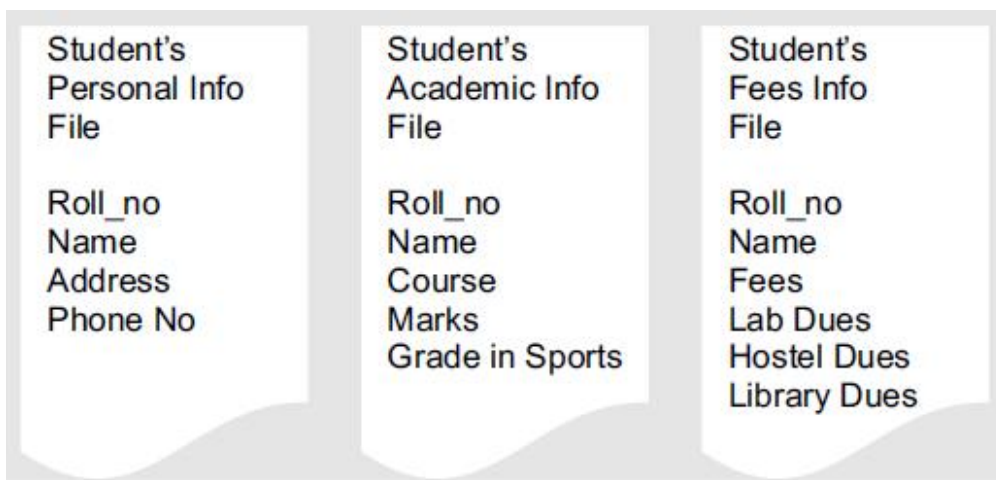 Student’s
Personal Info
File
Roll_no
Name
Address
Phone No
Student’s
Academic Info
File
Roll_no
Name
Course
Marks
Grade in Sports
Student’s
Fees Info
File
Roll_no
Name
Fees
Lab Dues
Hostel Dues
Library Dues